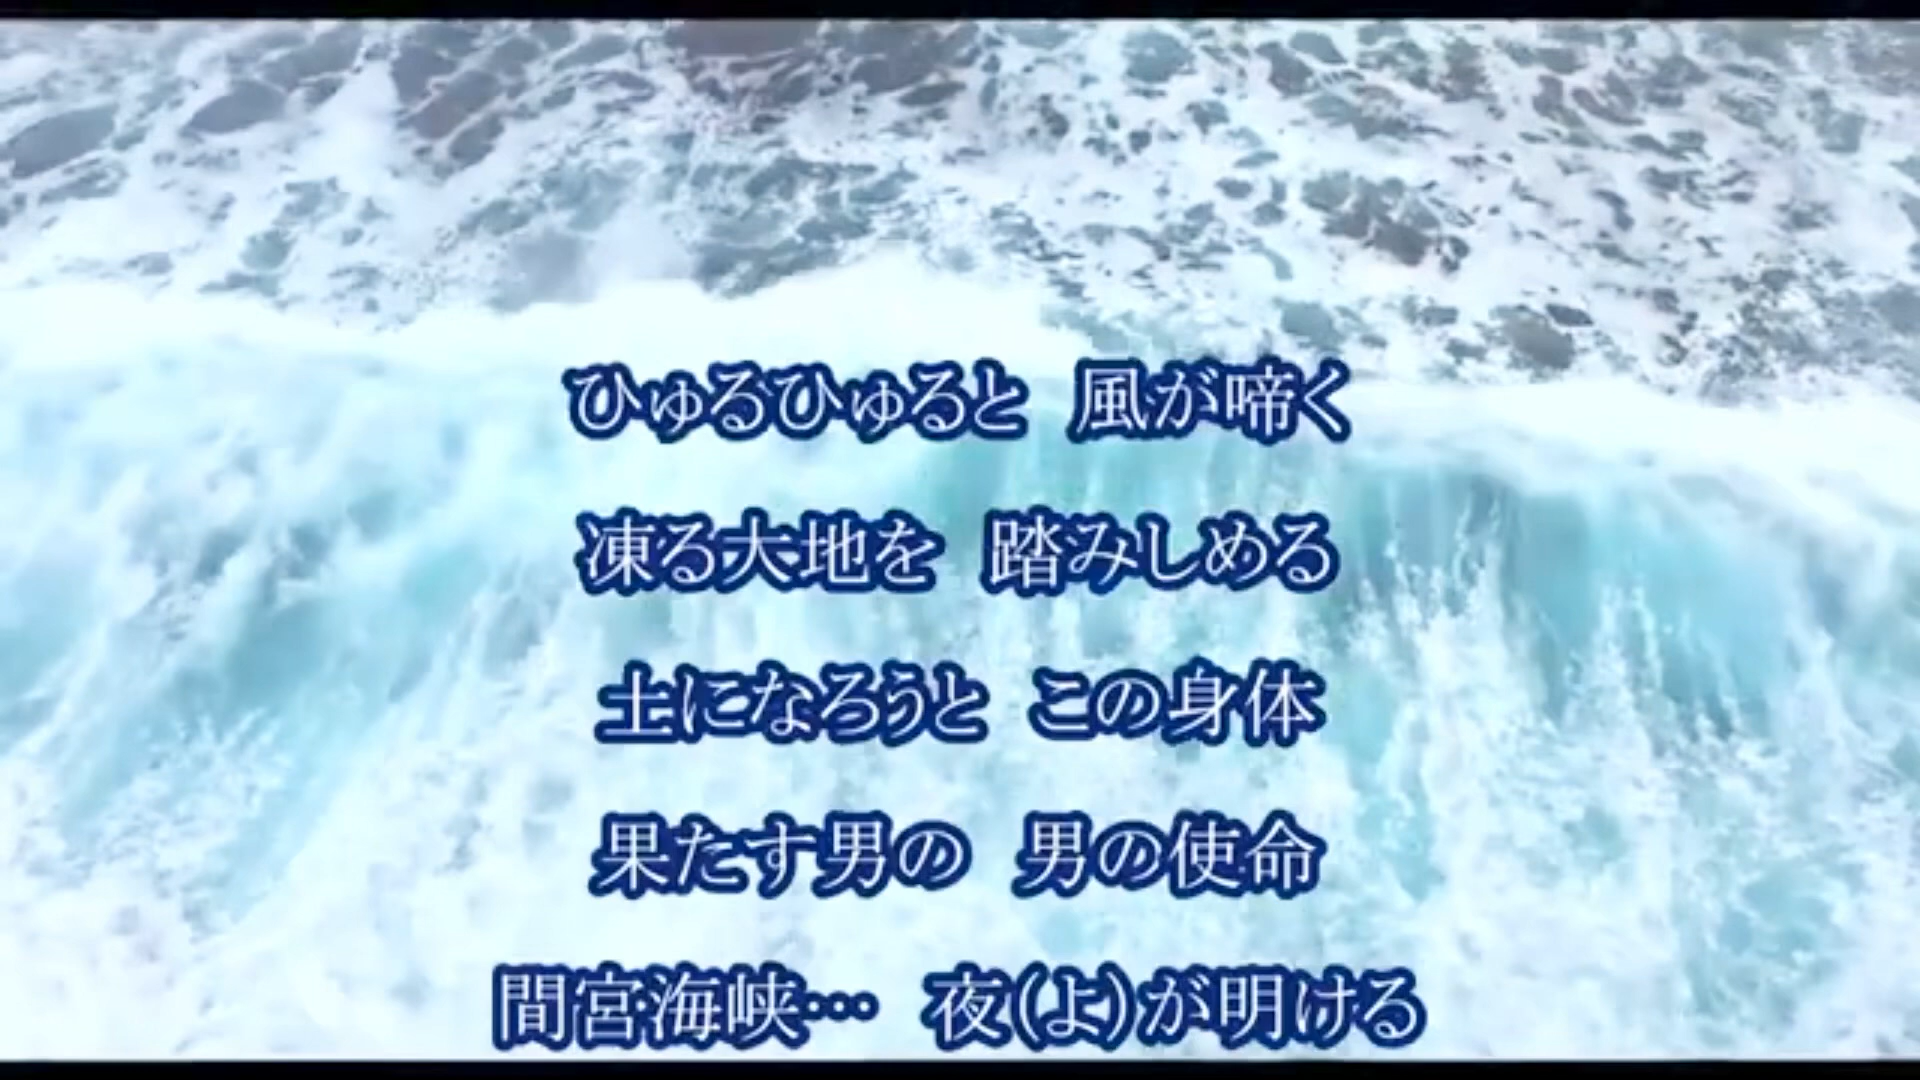 ひゅるひゅると　風が啼く
凍る大地を　踏みしめる
土になろうと　この身体
果たす男の　男の使命
間宮海峡…　夜（よ）が明ける